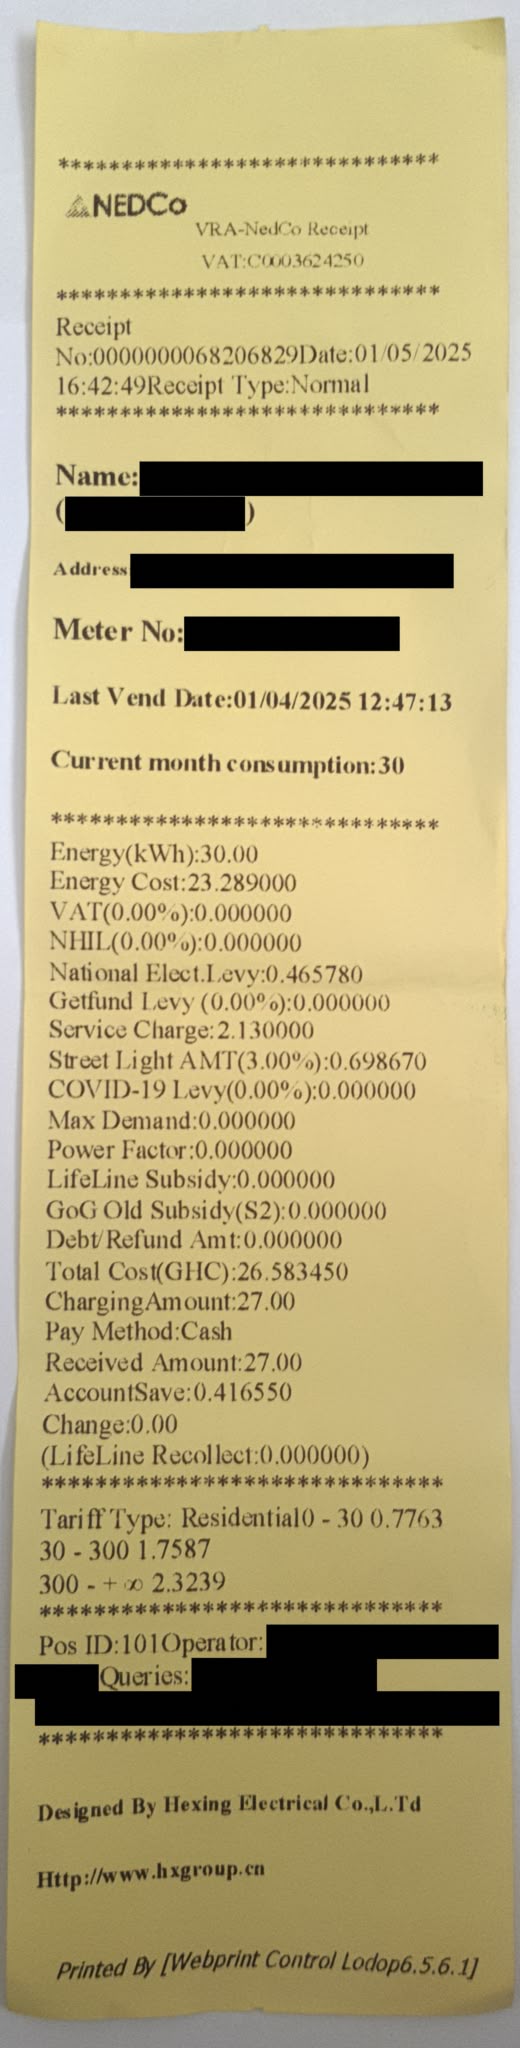 *****************************
NEDCo
VRA-NedCo Receipt
VAT:C0003624250
*****************************
Receipt
No:0000000068206829Date:01/05/2025
16:42:49Receipt Type:Normal
*****************************
Name:
()
Address
Meter No:
Last Vend Date:01/04/2025 12:47:13
Current month consumption:30
*****************************
Energy(kWh):30.00
Energy Cost:23.289000
VAT(0.00%):0.000000
NHIL(0.00%):0.000000
National Elect.Levy:0.465780
Getfund Levy (0.00%):0.000000
Service Charge:2.130000
Street Light AMT(3.00%):0.698670
COVID-19 Levy(0.00%):0.000000
Max Demand:0.000000
Power Factor:0.000000
LifeLine Subsidy:0.000000
GoG Old Subsidy(S2):0.000000
Debt/Refund Amt:0.000000
Total Cost(GHC):26.583450
ChargingAmount:27.00
Pay Method:Cash
Received Amount:27.00
AccountSave:0.416550
Change:0.00
(LifeLine Recollect:0.000000)
*****************************
Tariff Type: Residential0 - 30 0.7763
30 - 300 1.7587
300 - + ∞ 2.3239
*****************************
Pos ID:101Operator:
Queries:
*****************************
Designed By Hexing Electrical Co.,L.Td
Http://www.hxgroup.cn
Printed By [Webprint Control Lodop6.5.6.1]